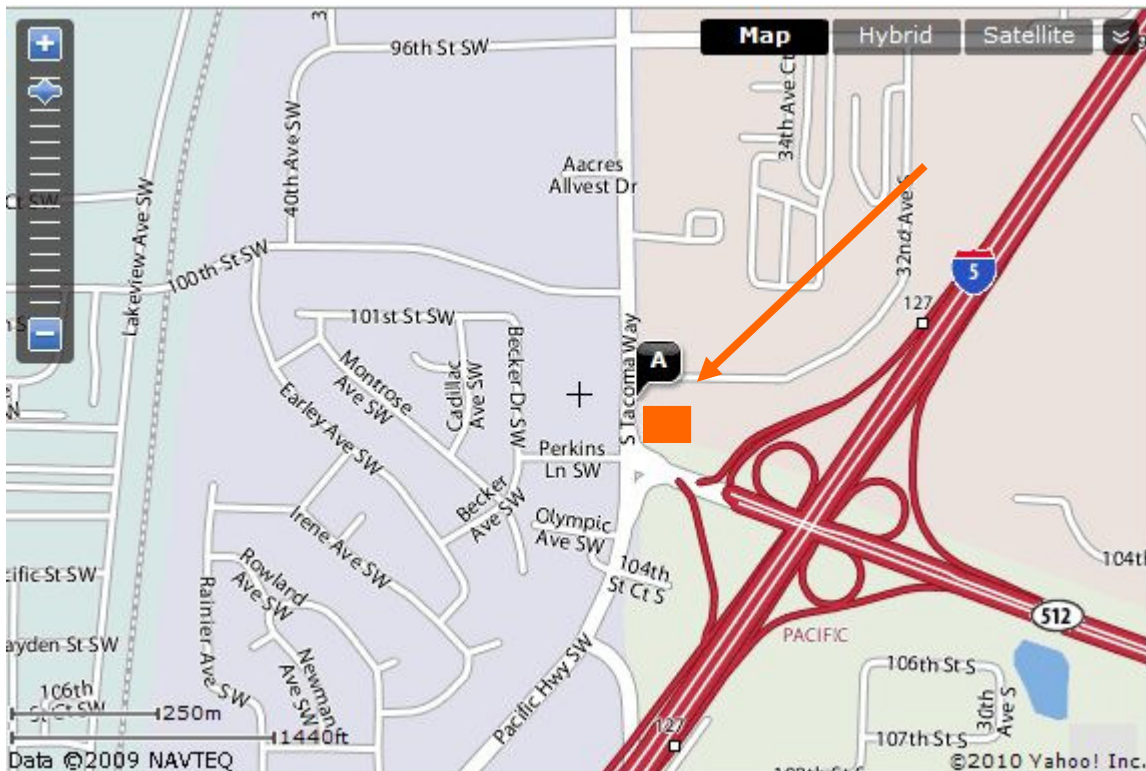 3
96th St SW
Map
Hybrid
Satellite
40th Ave SW
34th Ave Ct
Aacres
Allvest Dr
Ct SW
Lakeview Ave SW
100th St SW
32nd Ave S
5
127
101st St SW
Becker Dr SW
S Tacoma Way
A
Montrose
Ave SW
Cadillac
Ave SW
Earley Ave SW
Perkins
Ln SW
Becker
Ave SW
Irene Ave SW
Olympic
Ave SW
104th
St Ct S
104th
cific St SW
Rowland
Ave SW
512
PACIFIC
ayden St SW
Rainier Ave SW
Newman
Ave SW
Pacific Hwy SW
106th St S
30th
Ave S
106th
St Ct SW
250m
1440ft
127
107th St S
Data ©2009 NAVTEQ
©2010 Yahoo! Inc.